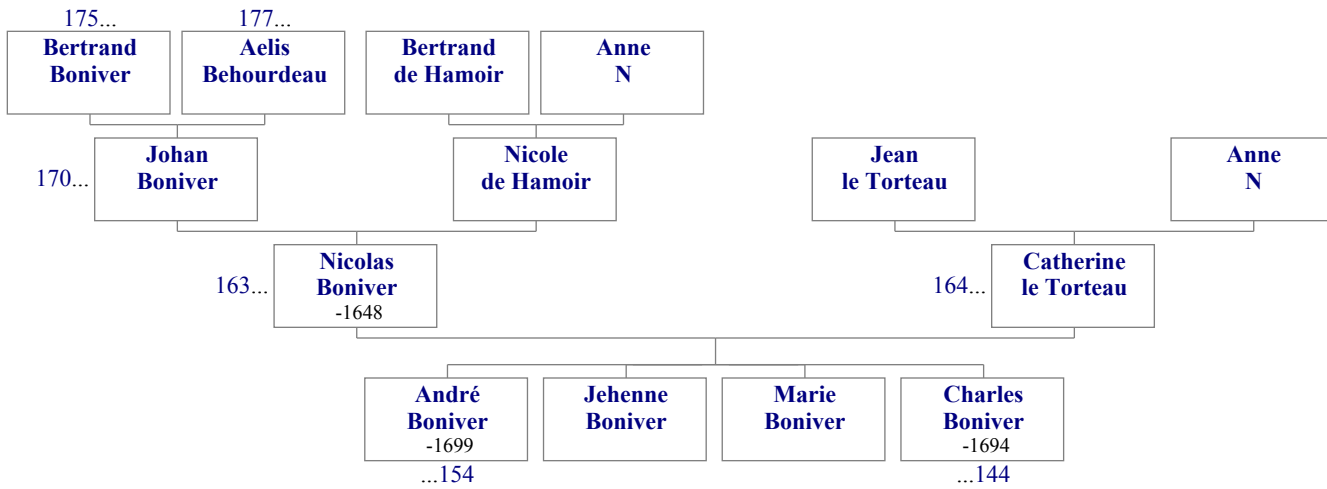 175... 177...
Bertrand Aelis Bertrand Anne
Boniver Behourdeau de Hamoir N
Johan Nicole Jean Anne
170... Boniver de Hamoir le Torteau N
Nicolas Catherine
163... Boniver 164... le Torteau
-1648
André Jehenne Marie Charles
Boniver Boniver Boniver Boniver
-1699 -1694
...154 ...144